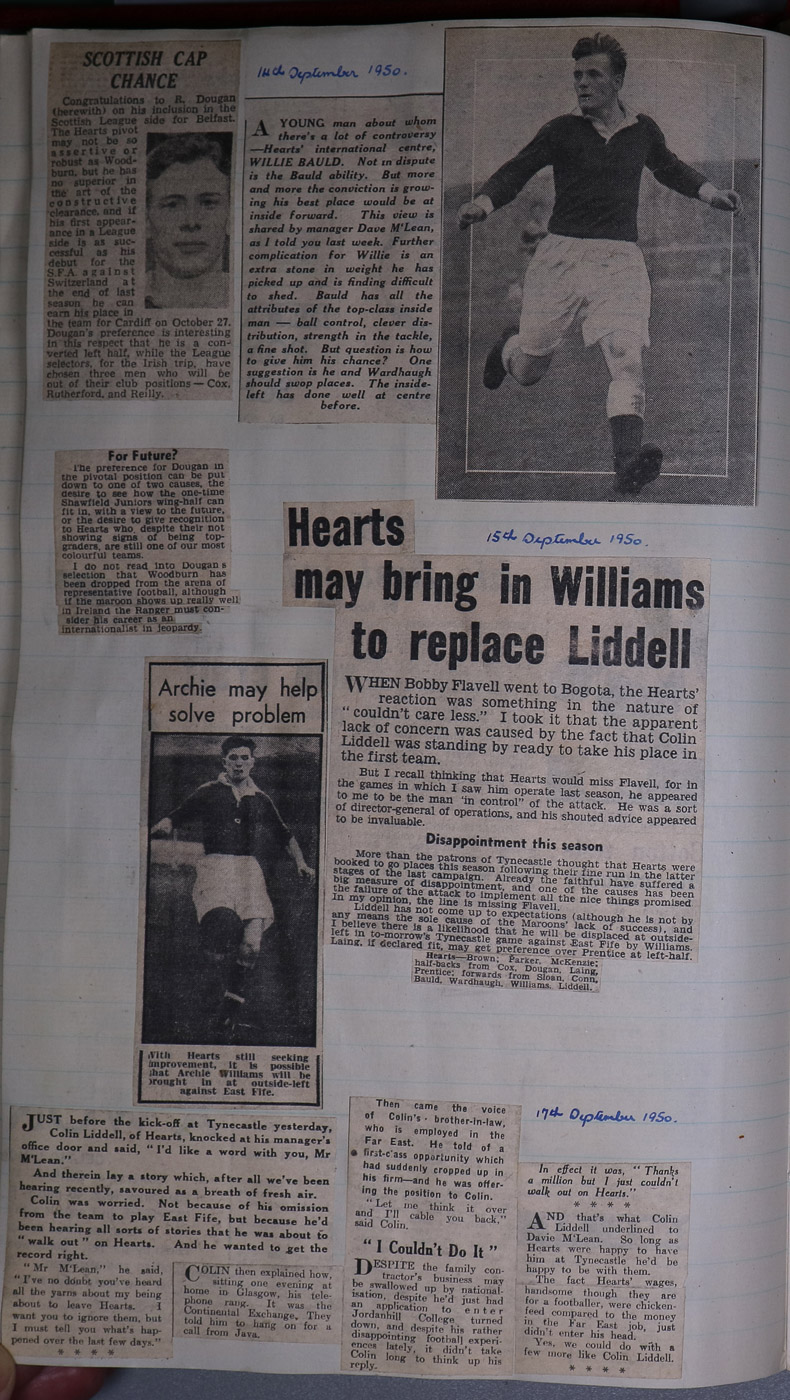 SCOTTISH CAP
CHANCE
Congratulations to R. Dougan
(herewith) on his inclusion in the
Scottish League side for Belfast.
The Hearts pivot
may not be so
assertive or
robust as Wood-
burn, but he has
no superior in
the art of the
constructive
clearance, and if
his first appear-
ance in a League
side is as suc-
cessful as his
debut for the
S.F.A. against
Switzerland at
the end of last
season he can
earn his place in
the team for Cardiff on October 27.
Dougan's preference is interesting
in this respect that he is a con-
verted left half, while the League
selectors, for the Irish trip, have
chosen three men who will be
out of their club positions — Cox,
Rutherford, and Reilly.
14th September 1950.
A YOUNG man about whom
there's a lot of controversy
—Hearts' international centre,
WILLIE BAULD. Not in dispute
is the Bauld ability. But more
and more the conviction is grow-
ing his best place would be at
inside forward. This view is
shared by manager Dave M'Lean,
as I told you last week. Further
complication for Willie is an
extra stone in weight he has
picked up and is finding difficult
to shed. Bauld has all the
attributes of the top-class inside
man — ball control, clever dis-
tribution, strength in the tackle,
a fine shot. But question is how
to give him his chance? One
suggestion is he and Wardhaugh
should swop places. The inside-
left has done well at centre
before.
For Future?
The preference for Dougan in
the pivotal position can be put
down to one of two causes, the
desire to see how the one-time
Shawfield Juniors wing-half can
fit in, with a view to the future,
or the desire to give recognition
to Hearts who, despite their not
showing signs of being top-
graders, are still one of our most
colourful teams.
I do not read into Dougan's
selection that Woodburn has
been dropped from the arena of
representative football, although
if the maroon shows up really well
in Ireland the Ranger must con-
sider his career as an
internationalist in jeopardy.
15th September 1950.
Hearts
may bring in Williams
to replace Liddell
WHEN Bobby Flavell went to Bogota, the Hearts'
reaction was something in the nature of
"couldn't care less." I took it that the apparent
lack of concern was caused by the fact that Colin
Liddell was standing by ready to take his place in
the first team.
But I recall thinking that Hearts would miss Flavell, for in
the games in which I saw him operate last season, he appeared
to me to be the man 'in control" of the attack. He was a sort
of director-general of operations, and his shouted advice appeared
to be invaluable.
Disappointment this season
More than the patrons of Tynecastle thought that Hearts were
booked to go places this season following their fine run in the latter
stages of the last campaign. Already the faithful have suffered a
big measure of disappointment, and one of the causes has been
the failure of the attack to implement all the nice things promised.
In my opinion, the line is missing Flavell.
Liddell has not come up to expectations (although he is not by
any means the sole cause of the Maroons' lack of success), and
I believe there is a likelihood that he will be displaced at outside-
left in to-morrow's Tynecastle game against East Fife by Williams.
Laing, if declared fit, may get preference over Prentice at left-half.
Hearts—Brown; Parker, McKenzie;
half-backs from Cox, Dougan, Laing,
Prentice; forwards from Sloan, Conn,
Bauld, Wardhaugh, Williams, Liddell.
Archie may help
solve problem
With Hearts still seeking
improvement, it is possible
that Archie Williams will be
brought in at outside-left
against East Fife.
JUST before the kick-off at Tynecastle yesterday,
Colin Liddell, of Hearts, knocked at his manager's
office door and said, "I'd like a word with you, Mr
M'Lean."
And therein lay a story which, after all we've been
hearing recently, savoured as a breath of fresh air.
Colin was worried. Not because of his omission
from the team to play East Fife, but because he'd
been hearing all sorts of stories that he was about to
"walk out" on Hearts. And he wanted to get the
record right.
"Mr M'Lean," he said,
"I've no doubt you've heard
all the yarns about my being
about to leave Hearts. I
want you to ignore them, but
I must tell you what's hap-
pened over the last few days."
* * * *
COLIN then explained how,
sitting one evening at
home in Glasgow, his tele-
phone rang. It was the
Continental Exchange. They
told him to hang on for a
call from Java.
Then came the voice
of Colin's brother-in-law,
who is employed in the
Far East. He told of a
first-class opportunity which
had suddenly cropped up in
his firm—and he was offer-
ing the position to Colin.
"Let me think it over
and I'll cable you back,"
said Colin.
"I Couldn't Do It"
DESPITE the family con-
tractor's business may
be swallowed up by national-
isation, despite he'd just had
an application to enter
Jordanhill College turned
down, and despite his rather
disappointing football experi-
ences lately, it didn't take
Colin long to think up his
reply.
17th September 1950.
In effect it was, "Thanks
a million but I just couldn't
walk out on Hearts."
* * * *
AND that's what Colin
Liddell underlined to
Davie M'Lean. So long as
Hearts were happy to have
him at Tynecastle he'd be
happy to be with them.
The fact Hearts' wages,
handsome though they are
for a footballer, were chicken-
feed compared to the money
in the Far East job, just
didn't enter his head.
Yes, we could do with a
few more like Colin Liddell.
* * * *